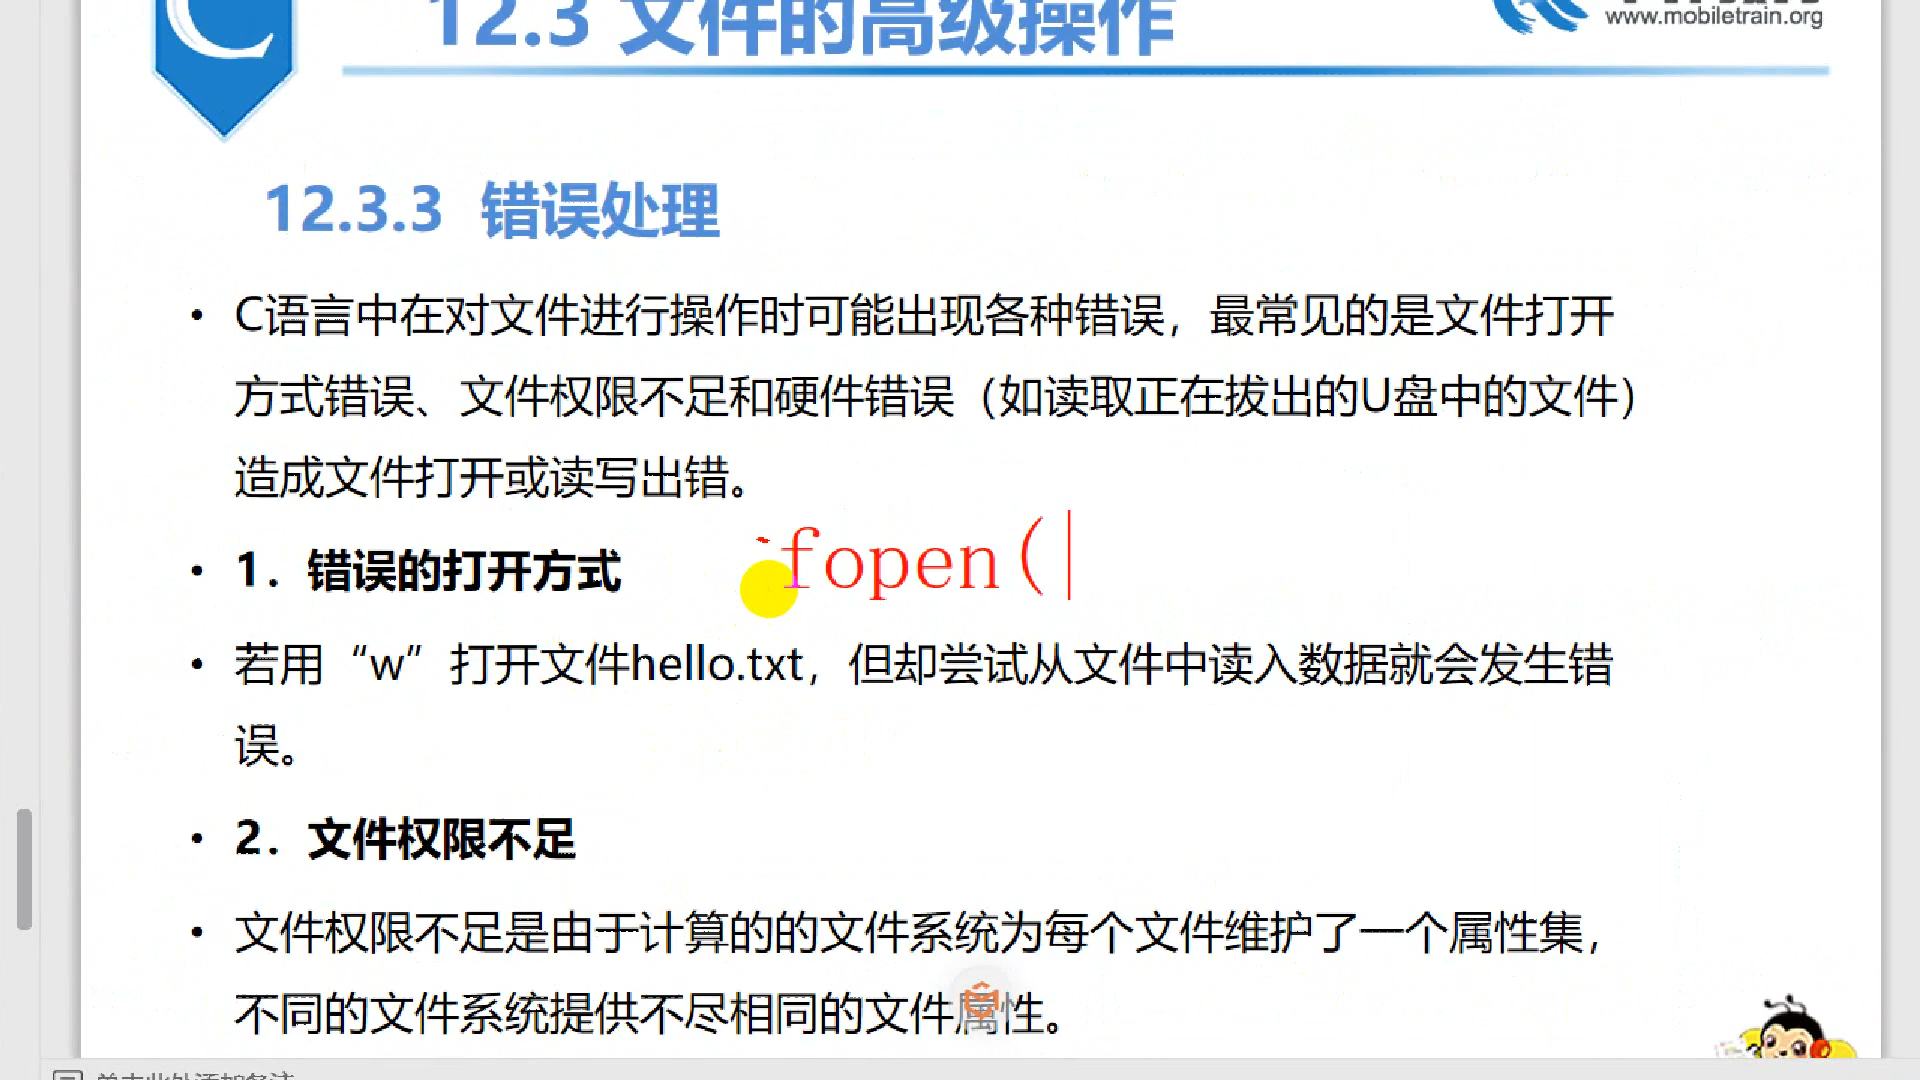 12.3 文件的高级操作
www.mobiletrain.org
12.3.3 错误处理
• C语言中在对文件进行操作时可能出现各种错误，最常见的是文件打开
方式错误、文件权限不足和硬件错误（如读取正在拔出的U盘中的文件）
造成文件打开或读写出错。
• 1．错误的打开方式
fopen(
• 若用“w”打开文件hello.txt，但却尝试从文件中读入数据就会发生错
误。
• 2．文件权限不足
• 文件权限不足是由于计算的的文件系统为每个文件维护了一个属性集，
不同的文件系统提供不尽相同的文件属性。
单击此处添加备注